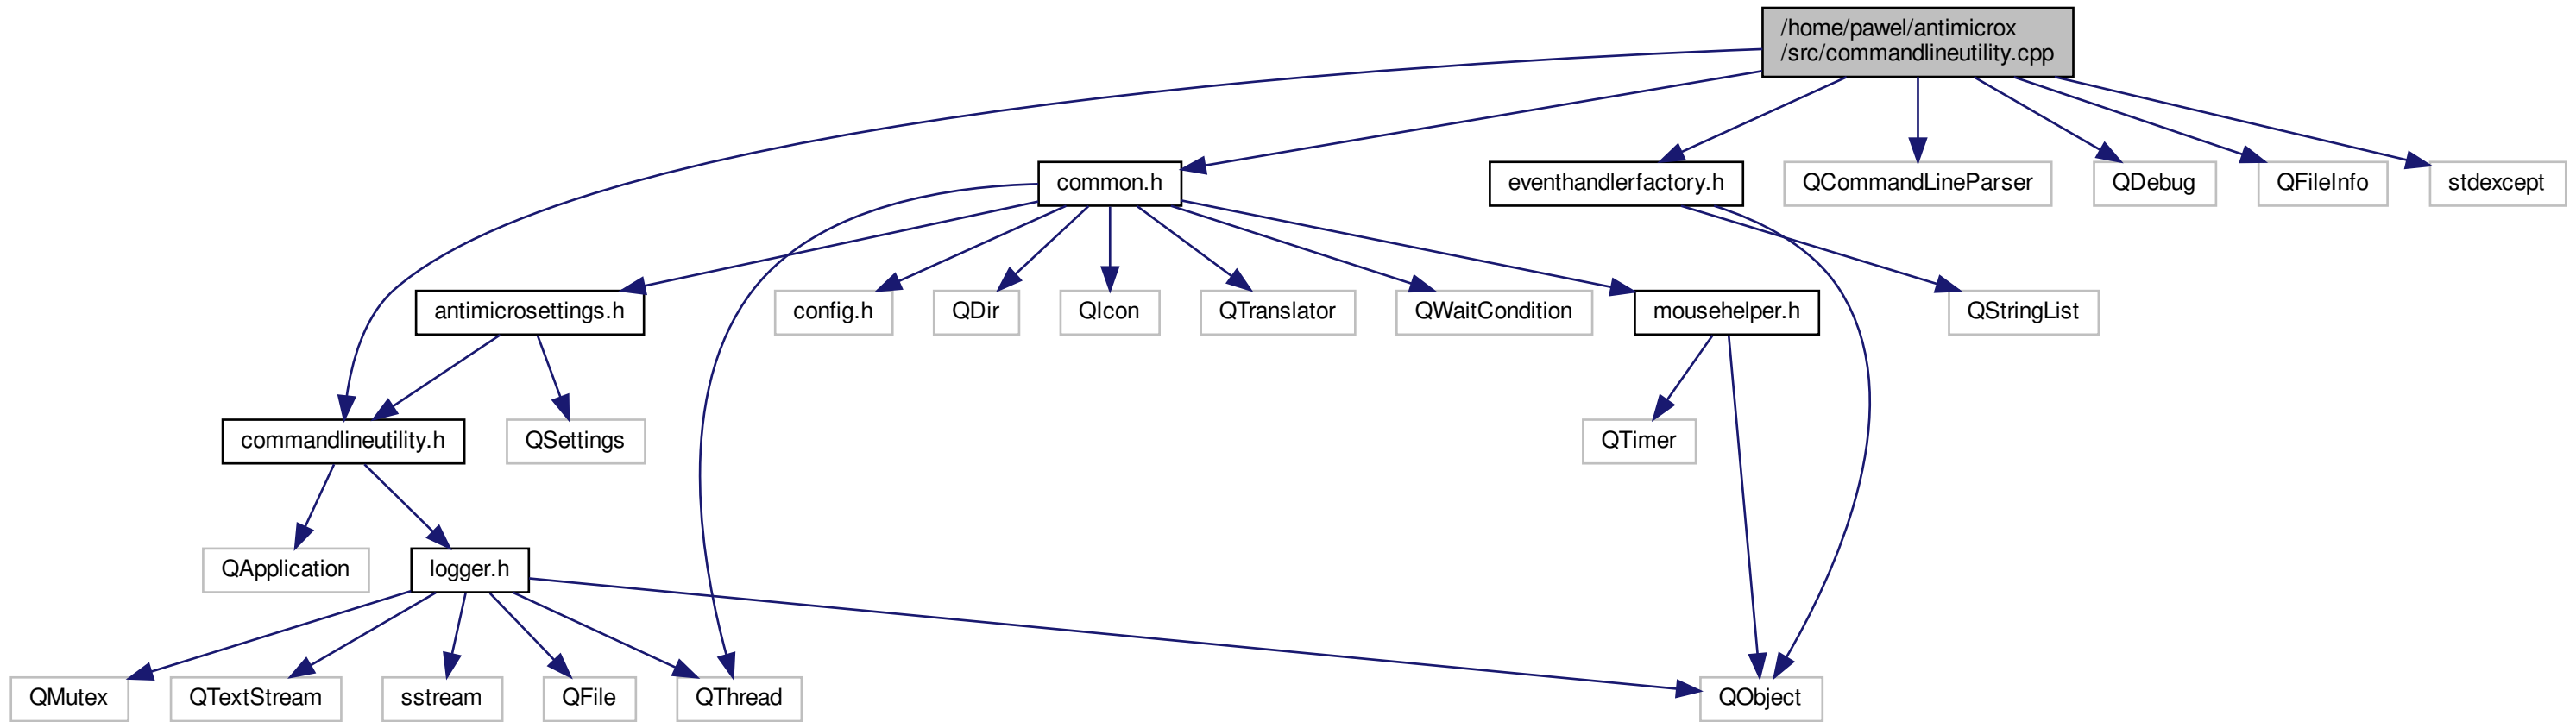 /home/pawel/antimicrox
/src/commandlineutility.cpp
common.h
eventhandlerfactory.h
QCommandLineParser
QDebug
QFileInfo
stdexcept
antimicrosettings.h
config.h
QDir
QIcon
QTranslator
QWaitCondition
mousehelper.h
QStringList
commandlineutility.h
QSettings
QTimer
QApplication
logger.h
QMutex
QTextStream
sstream
QFile
QThread
QObject